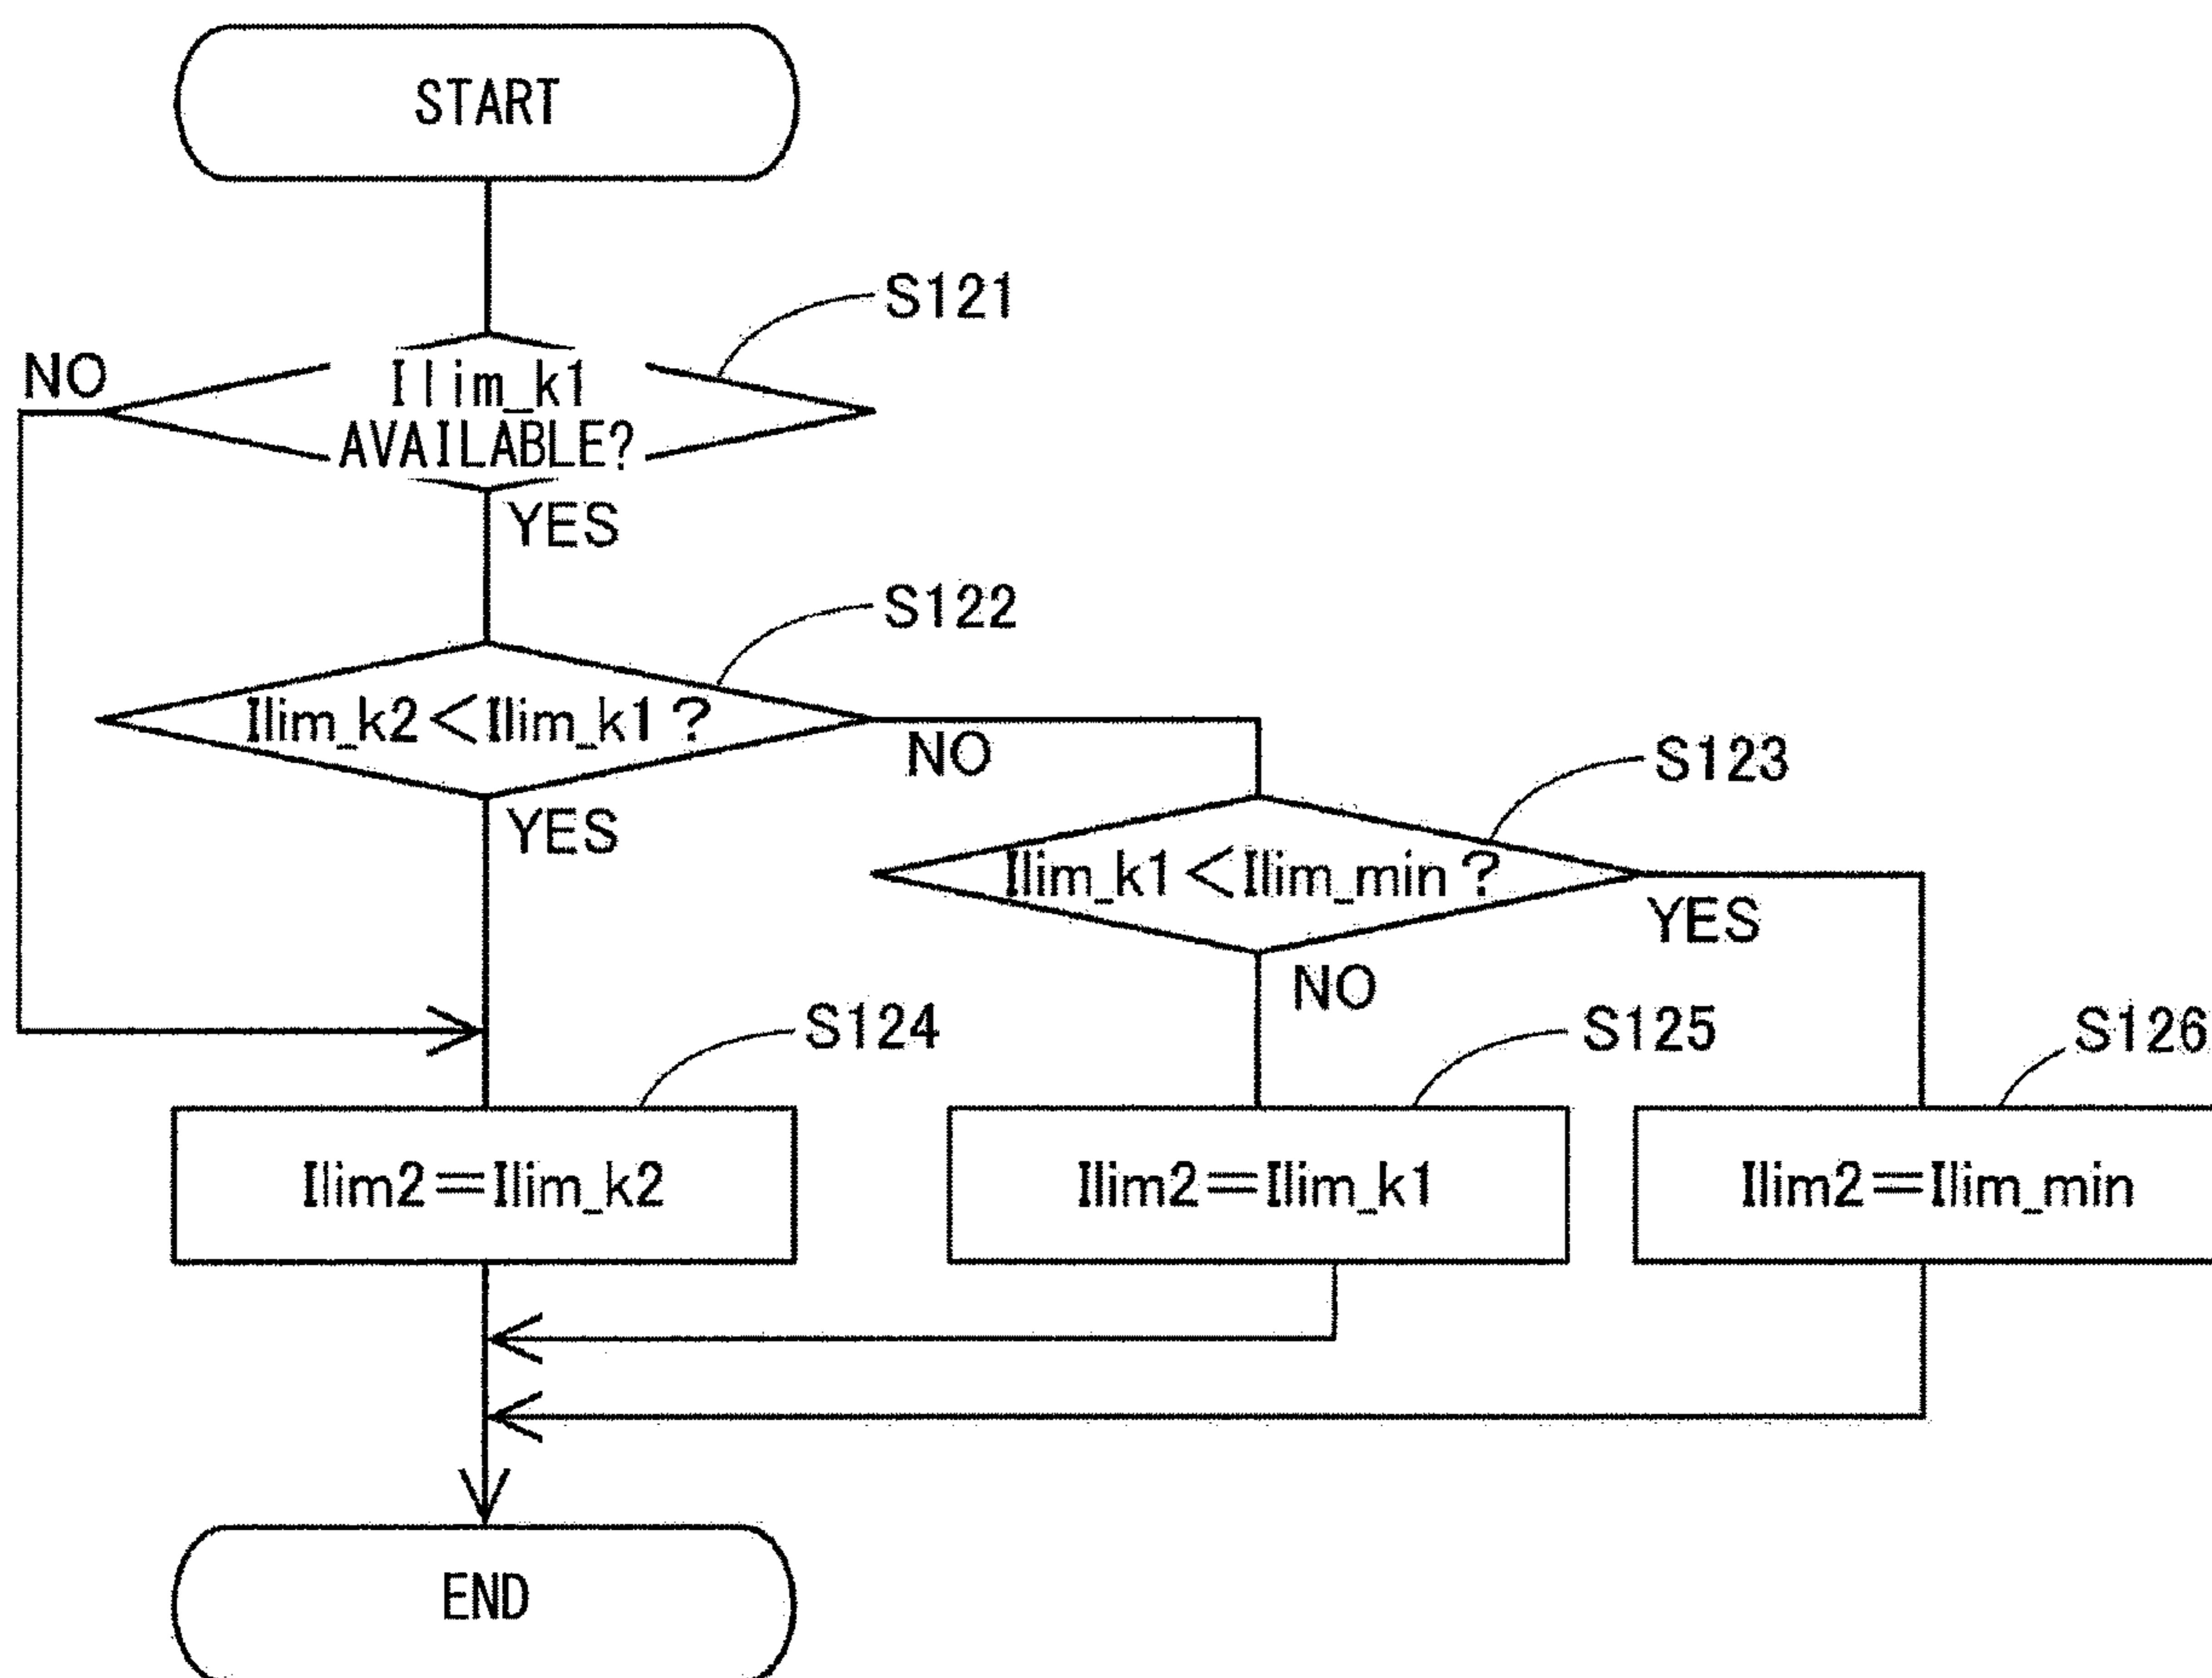 START
S121
NO
Ilim_k1
AVAILABLE?
YES
S122
Ilim_k2<Ilim_k1?
NO
S123
YES
Ilim_k1<Ilim_min?
YES
NO
S124
S125
S126
Ilim2=Ilim_k2
Ilim2=Ilim_k1
Ilim2=Ilim_min
END